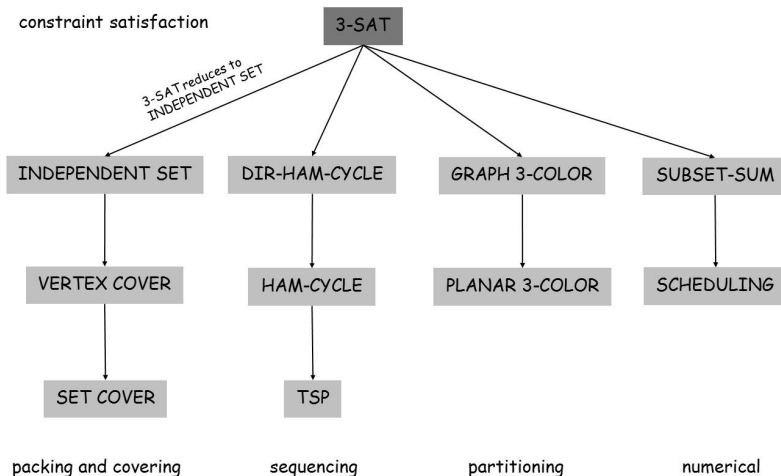 constraint satisfaction
3-SAT
3-SAT reduces to
INDEPENDENT SET
INDEPENDENT SET
DIR-HAM-CYCLE
GRAPH 3-COLOR
SUBSET-SUM
VERTEX COVER
HAM-CYCLE
PLANAR 3-COLOR
SCHEDULING
SET COVER
TSP
packing and covering
sequencing
partitioning
numerical